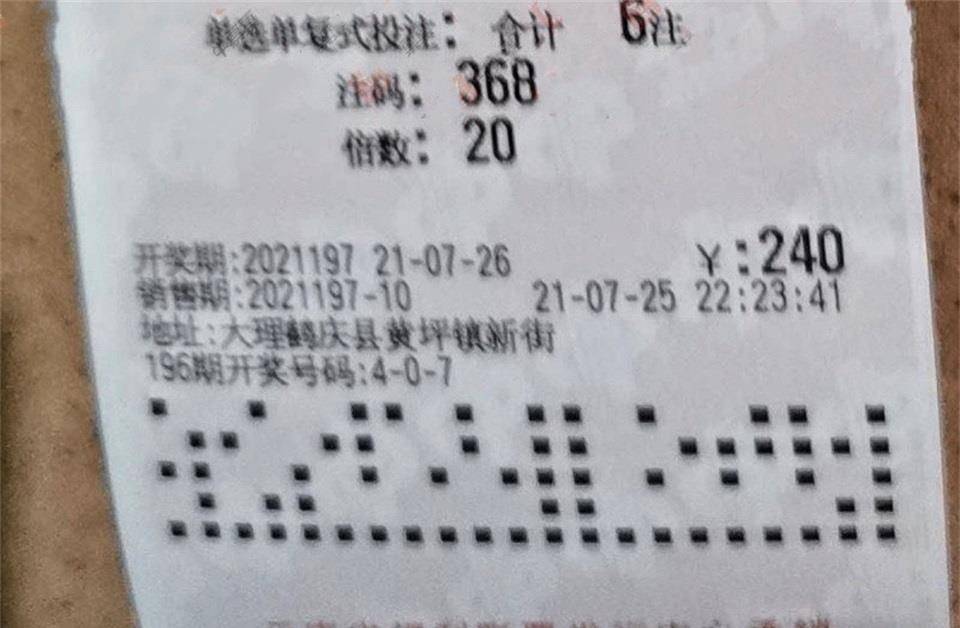 单选单复式投注: 合计 6注
注码: 368
倍数: 20
开奖期:2021197 21-07-26 ¥:240
销售期:2021197-10 21-07-25 22:23:41
地址:大理鹤庆县黄坪镇新街
196期开奖号码:4-0-7